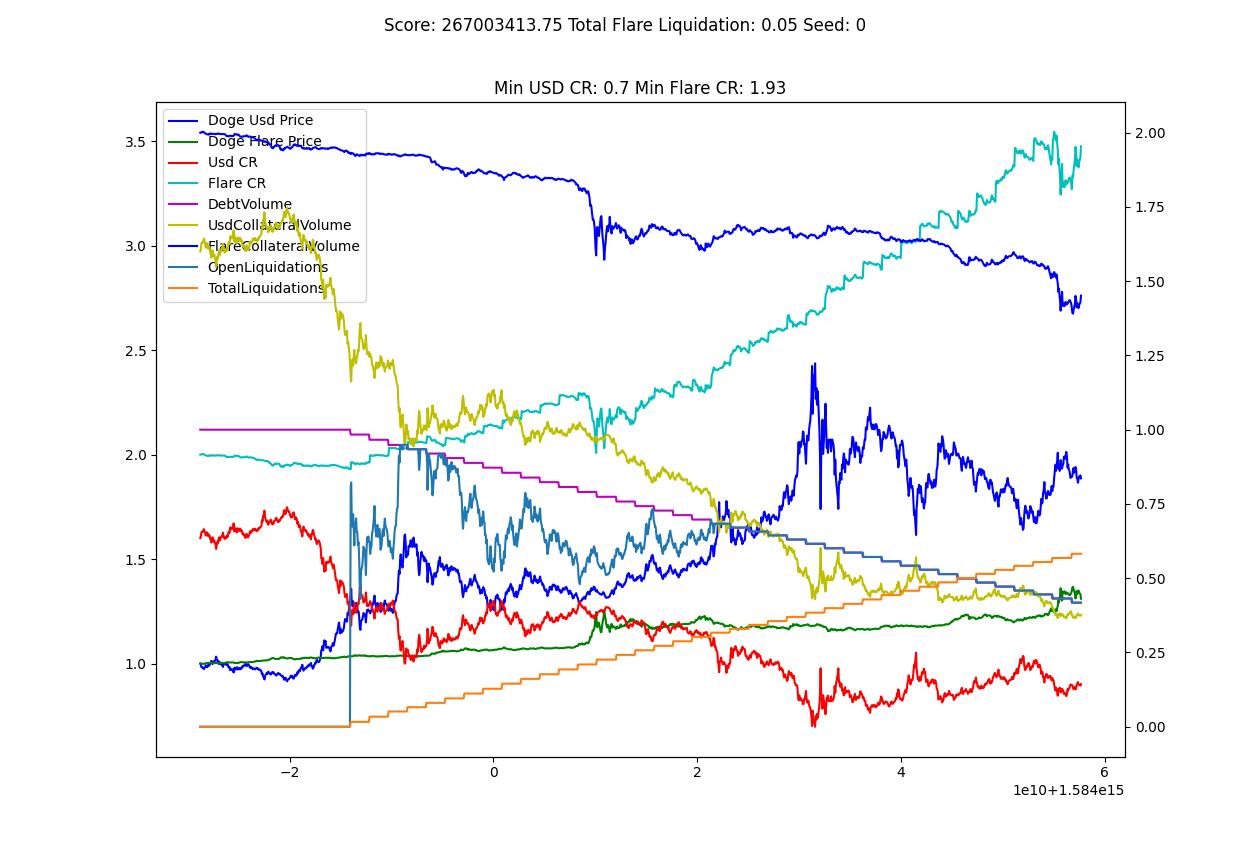 Score: 267003413.75 Total Flare Liquidation: 0.05 Seed: 0
Min USD CR: 0.7 Min Flare CR: 1.93
Doge Usd Price
Doge Flare Price
Usd CR
Flare CR
DebtVolume
UsdCollateralVolume
FlareCollateralVolume
OpenLiquidations
TotalLiquidations
3.5
3.0
2.5
2.0
1.5
1.0
2.00
1.75
1.50
1.25
1.00
0.75
0.50
0.25
0.00
−2
0
2
4
6
1e10+1.584e15